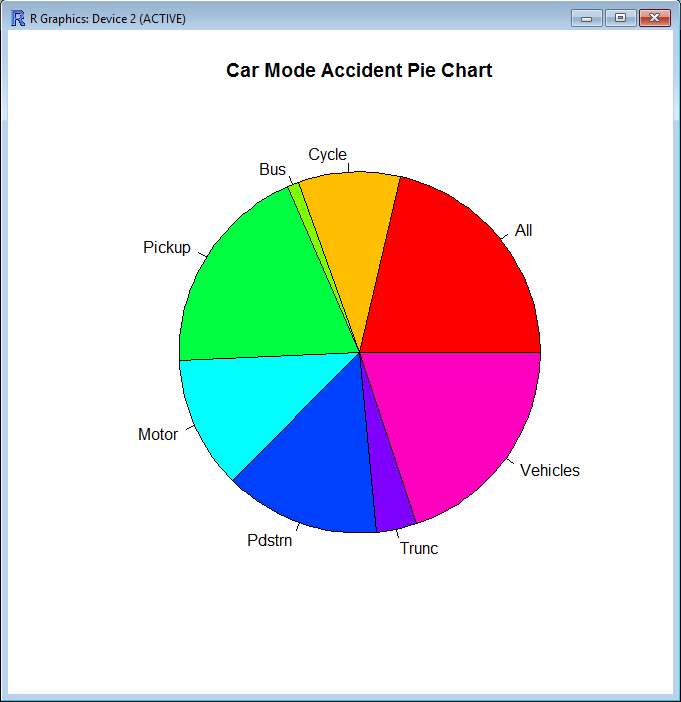 R Graphics: Device 2 (ACTIVE)
Car Mode Accident Pie Chart
Cycle
Bus
All
Pickup
Motor
Vehicles
Pdstrn
Trunc